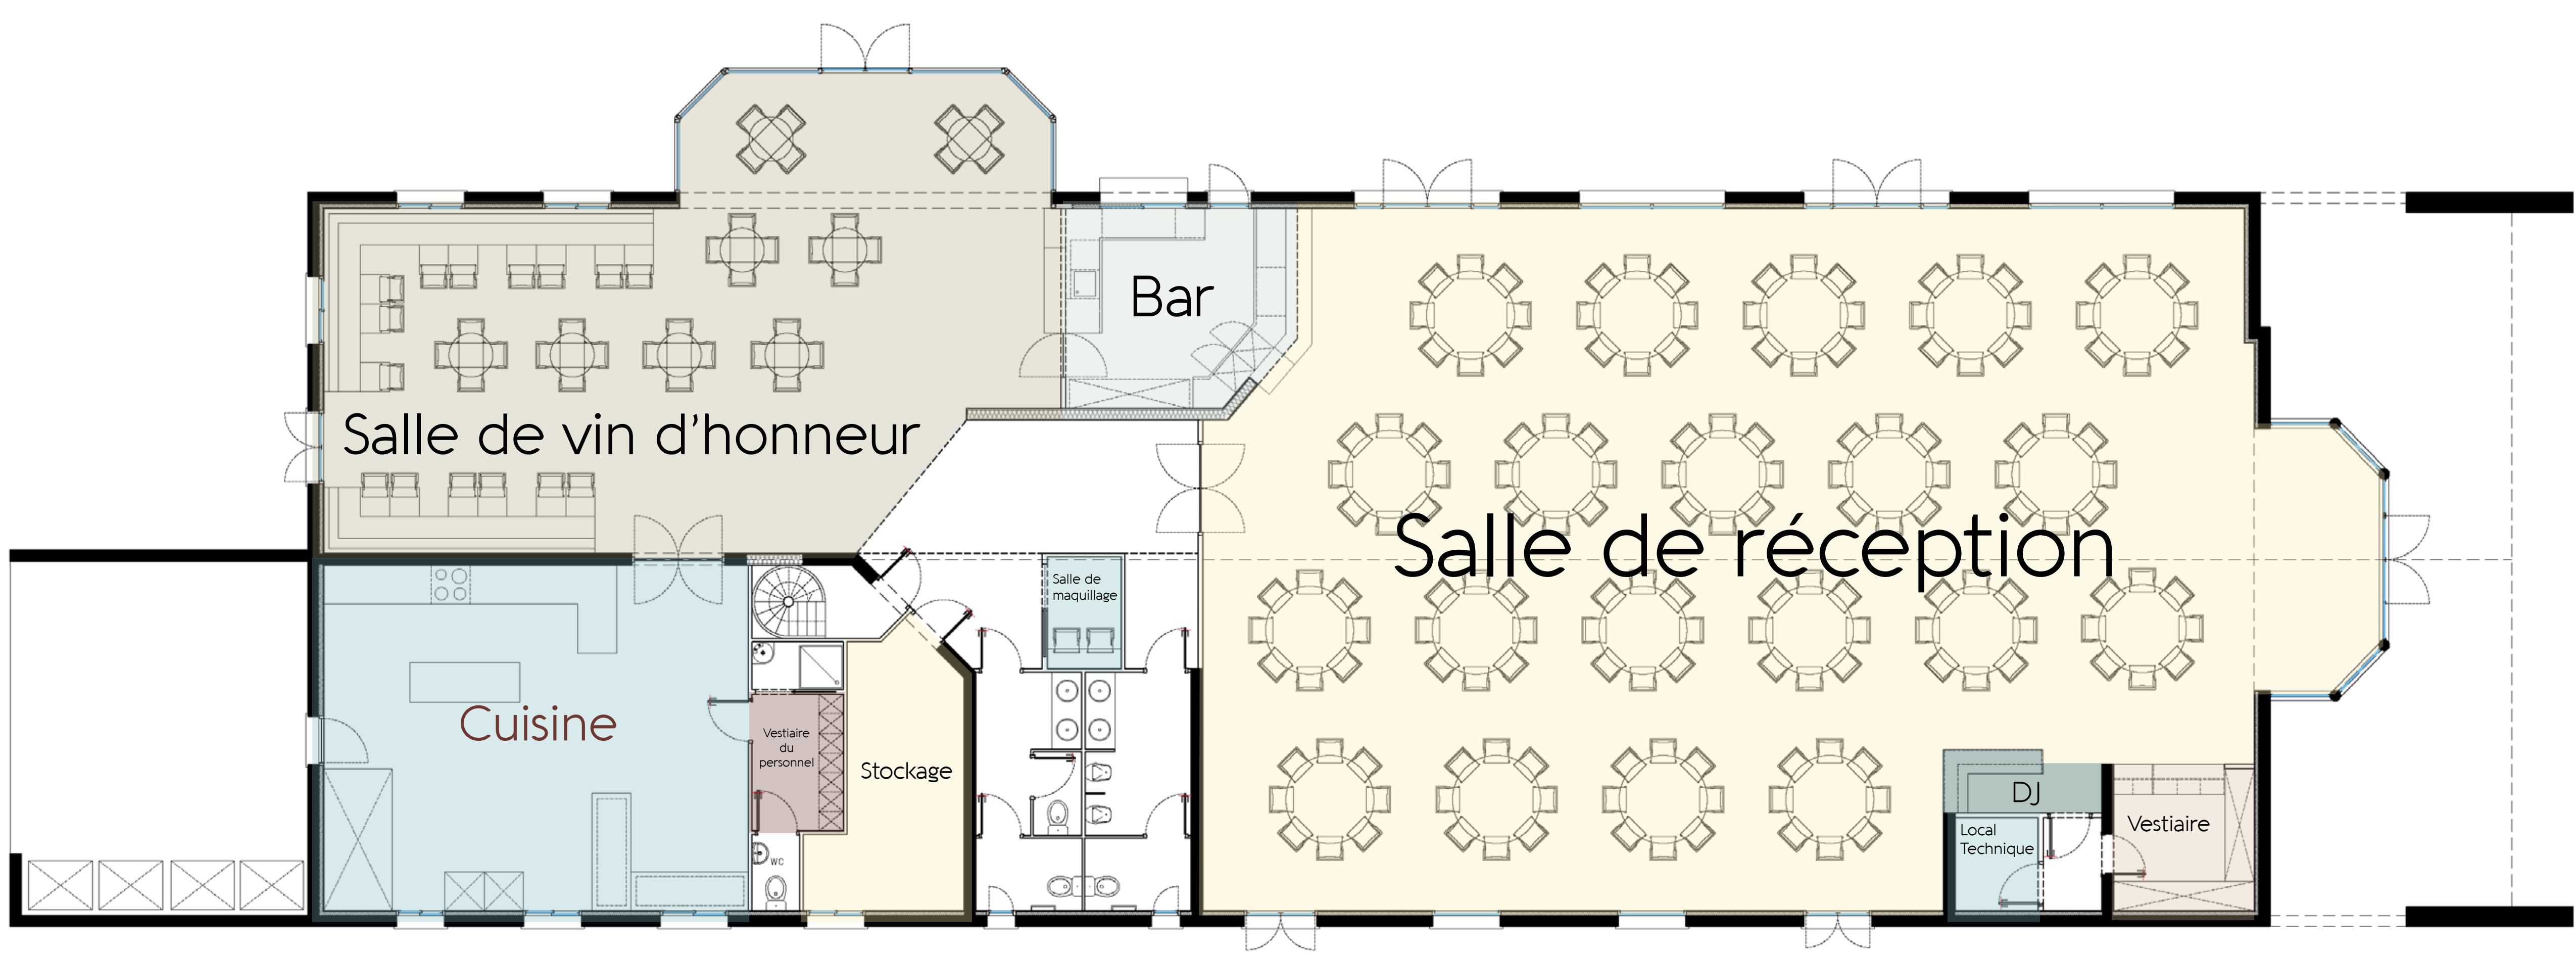 Bar
Salle de vin d'honneur
Salle de réception
Salle de
maquillage
Cuisine
Vestiaire
du
personnel
Stockage
DJ
Local
Technique
Vestiaire
WC